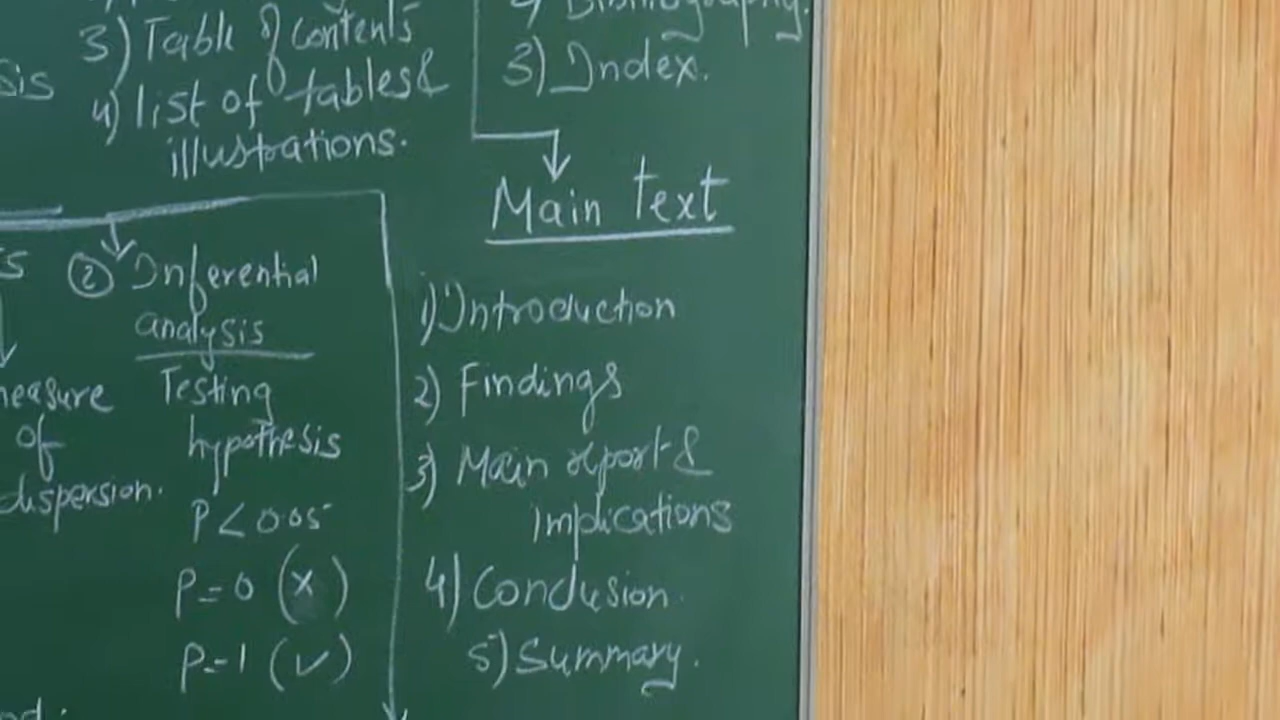 3) Table of contents
4) list of tables &
illustrations.
Bibliography.
3) Index.
Main text
② Inferential
analysis
Testing
hypothesis
P < 0.05
P = 0 (x)
P = 1 (✓)
measure
of
dispersion.
1) Introduction
2) Findings
3) Main report &
implications
4) Conclusion.
5) Summary.